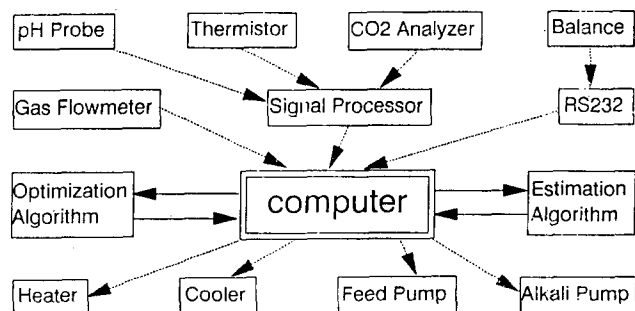 pH Probe
Thermistor
CO2 Analyzer
Balance
Gas Flowmeter
Signal Processor
RS232
Optimization
Algorithm
computer
Estimation
Algorithm
Heater
Cooler
Feed Pump
Alkali Pump